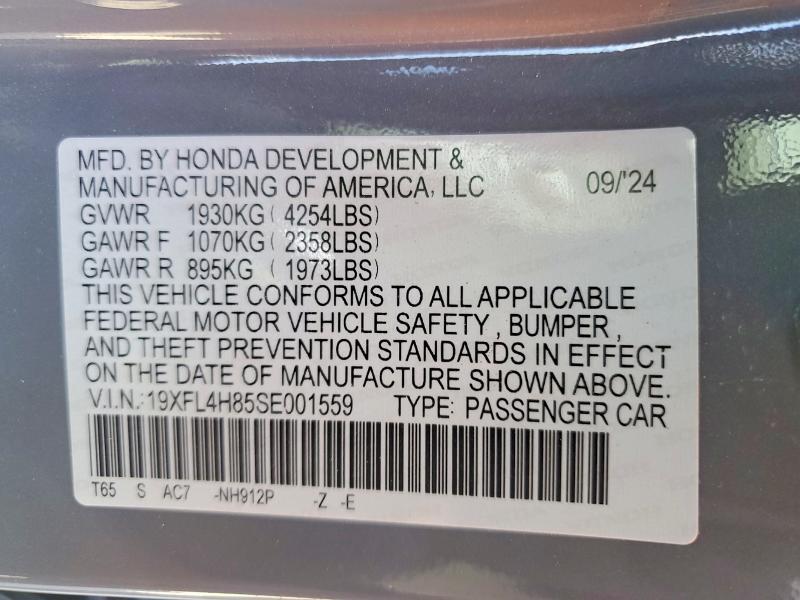 MFD. BY HONDA DEVELOPMENT &
MANUFACTURING OF AMERICA, LLC 09/'24
GVWR 1930KG ( 4254LBS)
GAWR F 1070KG ( 2358LBS)
GAWR R 895KG ( 1973LBS)
THIS VEHICLE CONFORMS TO ALL APPLICABLE
FEDERAL MOTOR VEHICLE SAFETY , BUMPER ,
AND THEFT PREVENTION STANDARDS IN EFFECT
ON THE DATE OF MANUFACTURE SHOWN ABOVE.
V.I.N.:19XFL4H85SE001559 TYPE: PASSENGER CAR
T65 S AC7 -NH912P -Z -E